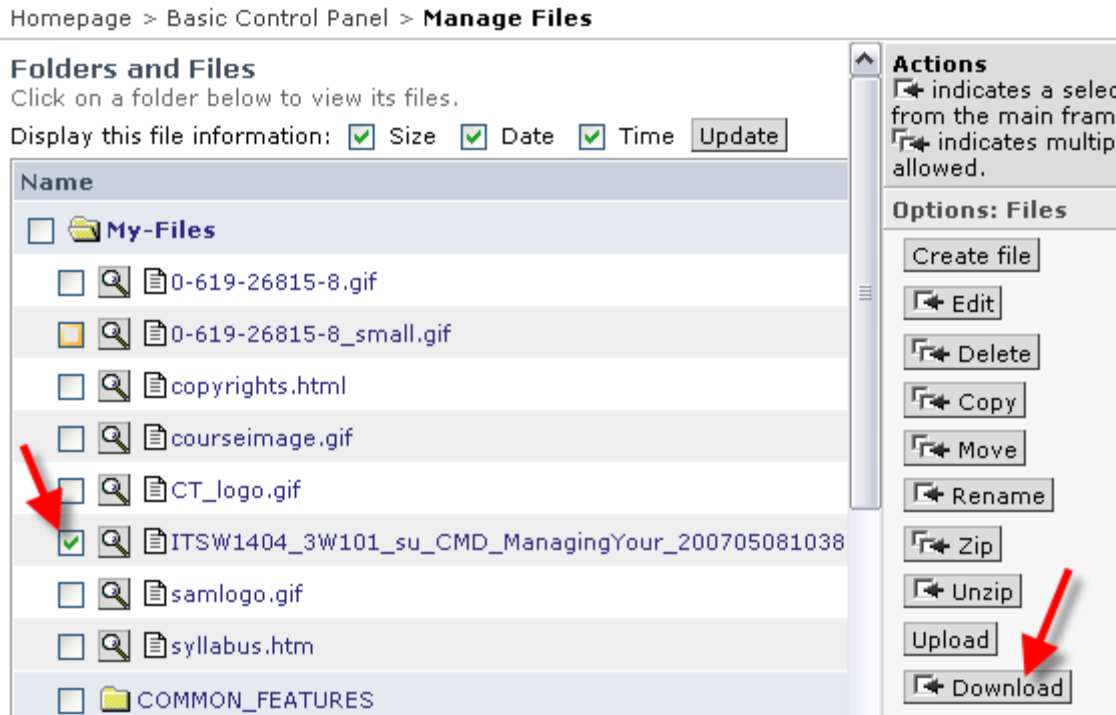 Homepage > Basic Control Panel > Manage Files
Folders and Files
Click on a folder below to view its files.
Display this file information: Size Date Time Update
Name
My-Files
0-619-26815-8.gif
0-619-26815-8_small.gif
copyrights.html
courseimage.gif
CT_logo.gif
ITSW1404_3W101_su_CMD_ManagingYour_200705081038
samlogo.gif
syllabus.htm
COMMON_FEATURES
Actions
indicates a selec
from the main fram
indicates multip
allowed.
Options: Files
Create file
Edit
Delete
Copy
Move
Rename
Zip
Unzip
Upload
Download